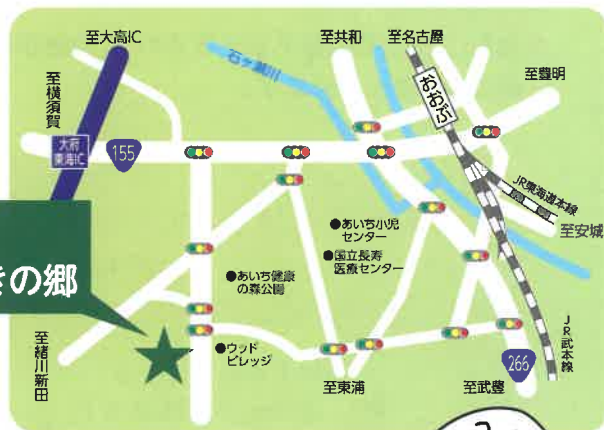 至大高IC
至共和
至名古屋
至横須賀
石ヶ瀬川
おおぶ
至豊明
大府
東海IC
155
JR東海道本線
至安城
●あいち小児
センター
●国立長寿
医療センター
きの郷
●あいち健康
の森公園
JR武本線
至緒川新田
●ウッド
ビレッジ
至東浦
至武豊
266